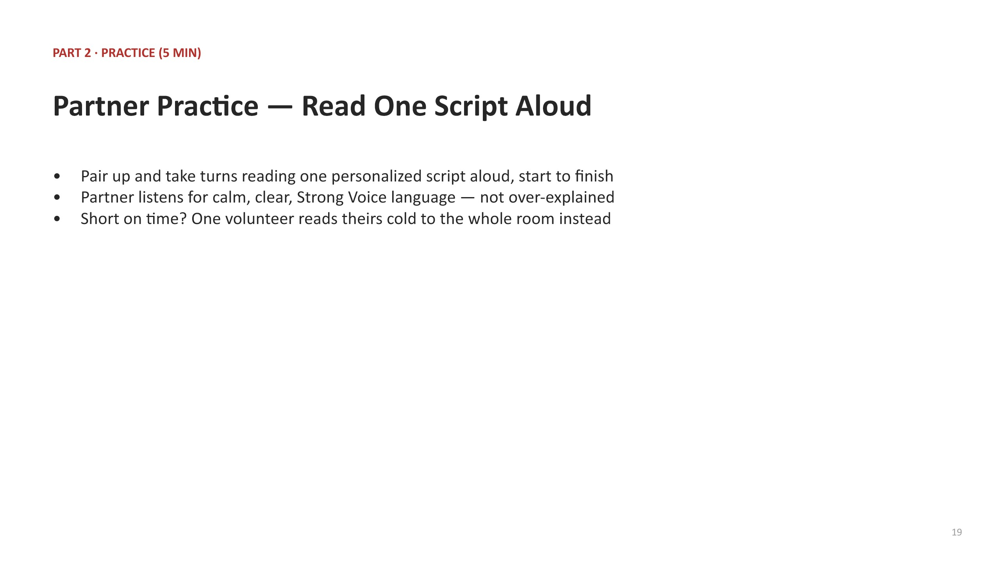 PART 2 · PRACTICE (5 MIN)
Partner Practice — Read One Script Aloud
• Pair up and take turns reading one personalized script aloud, start to finish
• Partner listens for calm, clear, Strong Voice language — not over-explained
• Short on time? One volunteer reads theirs cold to the whole room instead
19